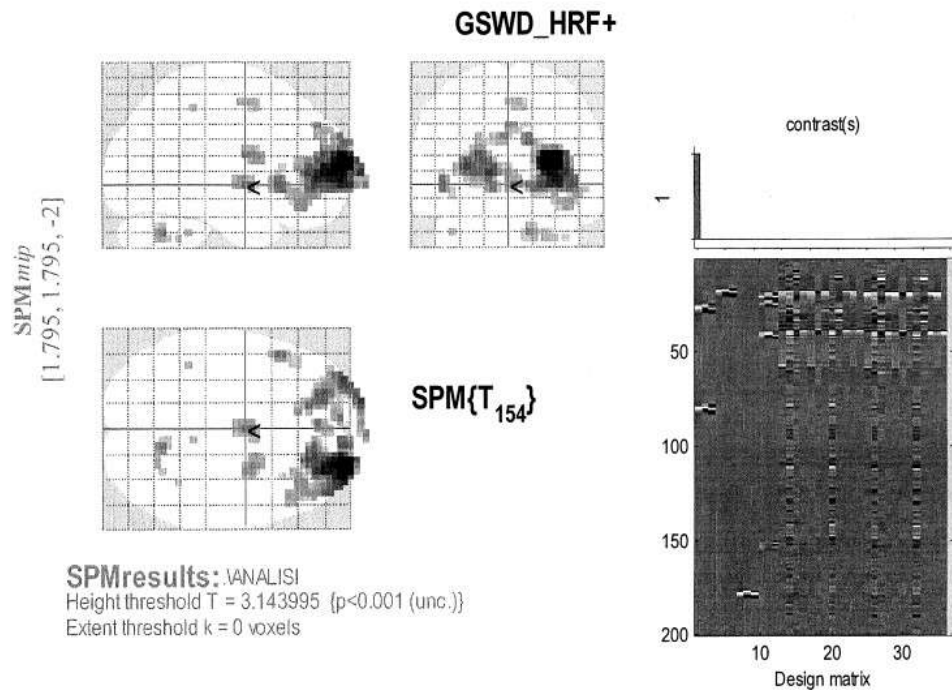 GSWD_HRF+
SPMmip
[1.795, 1.795, -2]
<
<
<
SPM{T154}
SPMresults: .\ANALISI
Height threshold T = 3.143995 {p<0.001 (unc.)}
Extent threshold k = 0 voxels
contrast(s)
1
50
100
150
200
10 20 30
Design matrix